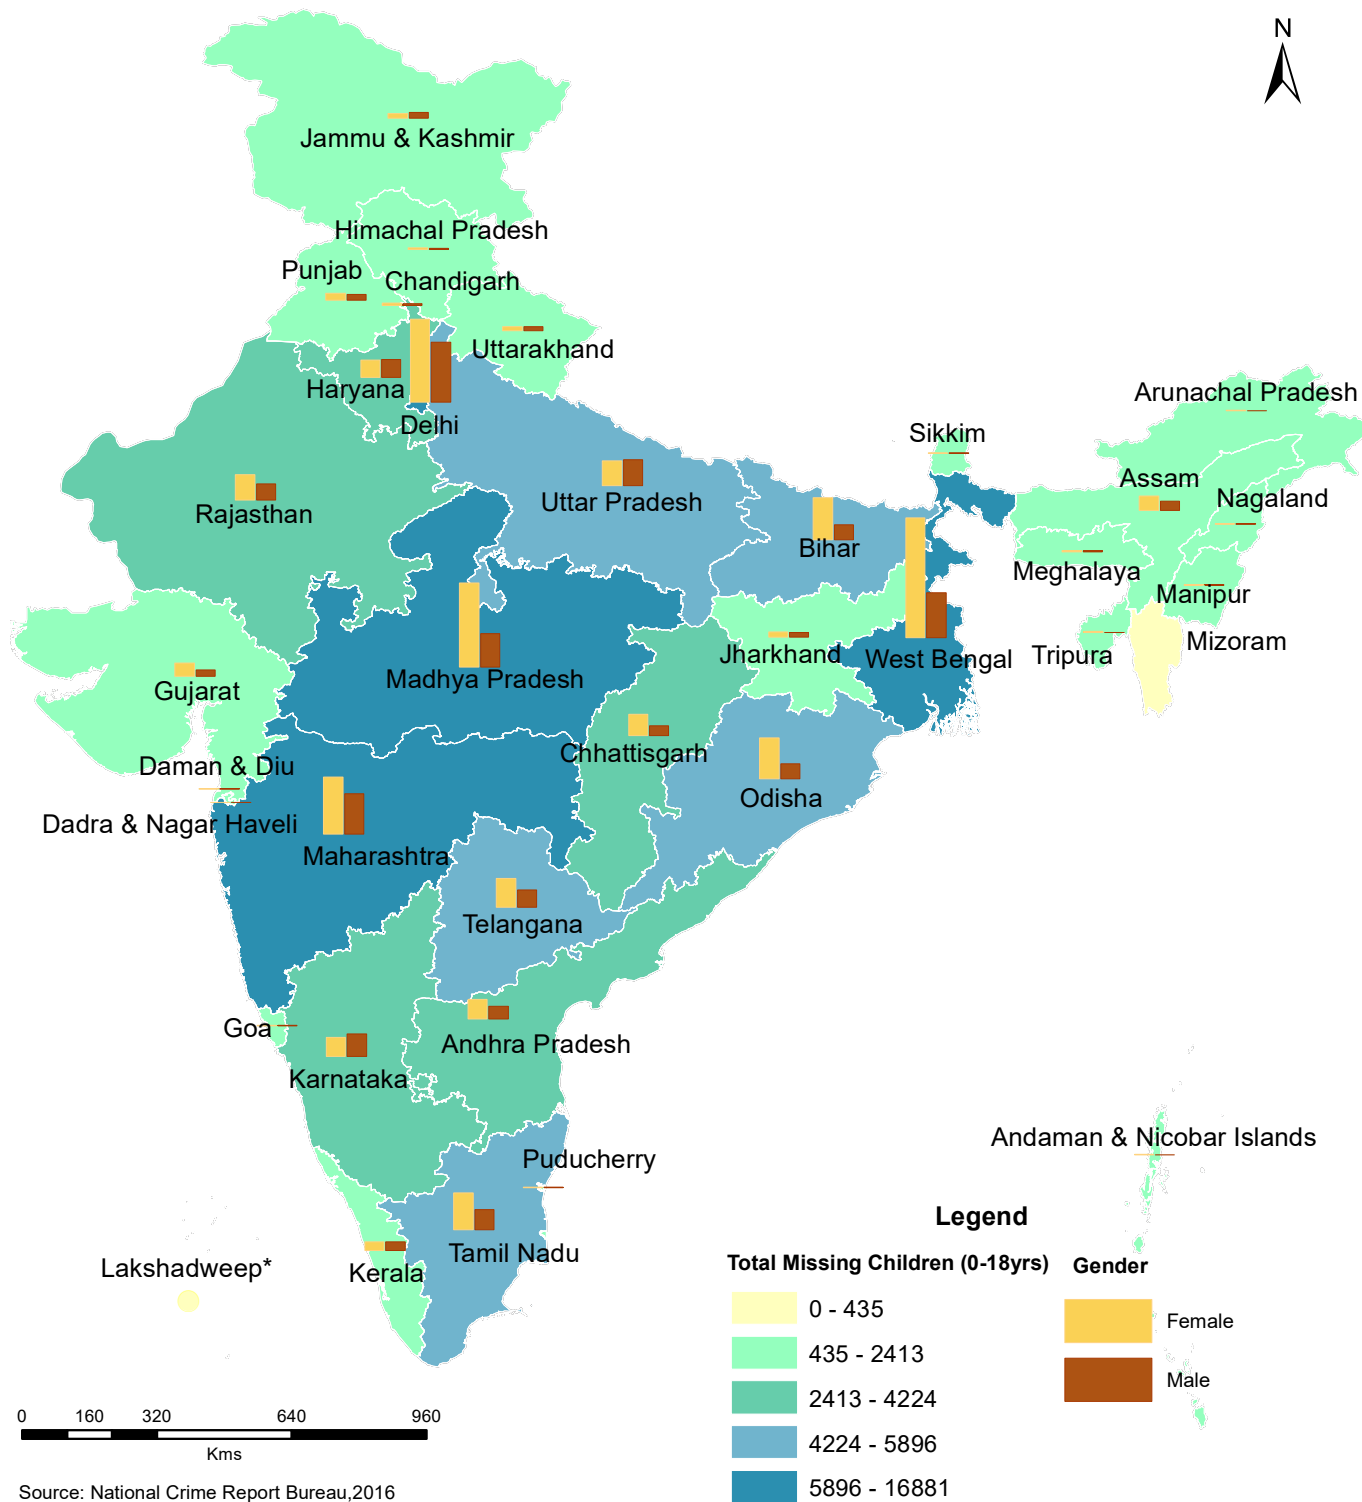 N
Jammu & Kashmir
Himachal Pradesh
Punjab
Chandigarh
Uttarakhand
Haryana
Delhi
Arunachal Pradesh
Sikkim
Assam
Nagaland
Rajasthan
Uttar Pradesh
Bihar
Meghalaya
Manipur
Mizoram
Tripura
Jharkhand
West Bengal
Gujarat
Madhya Pradesh
Chhattisgarh
Daman & Diu
Odisha
Dadra & Nagar Haveli
Maharashtra
Telangana
Goa
Andhra Pradesh
Karnataka
Andaman & Nicobar Islands
Puducherry
Tamil Nadu
Lakshadweep*
Kerala
Legend
Total Missing Children (0-18yrs)
0 - 435
435 - 2413
2413 - 4224
4224 - 5896
5896 - 16881
Gender
Female
Male
0 160 320 640 960
Kms
Source: National Crime Report Bureau,2016